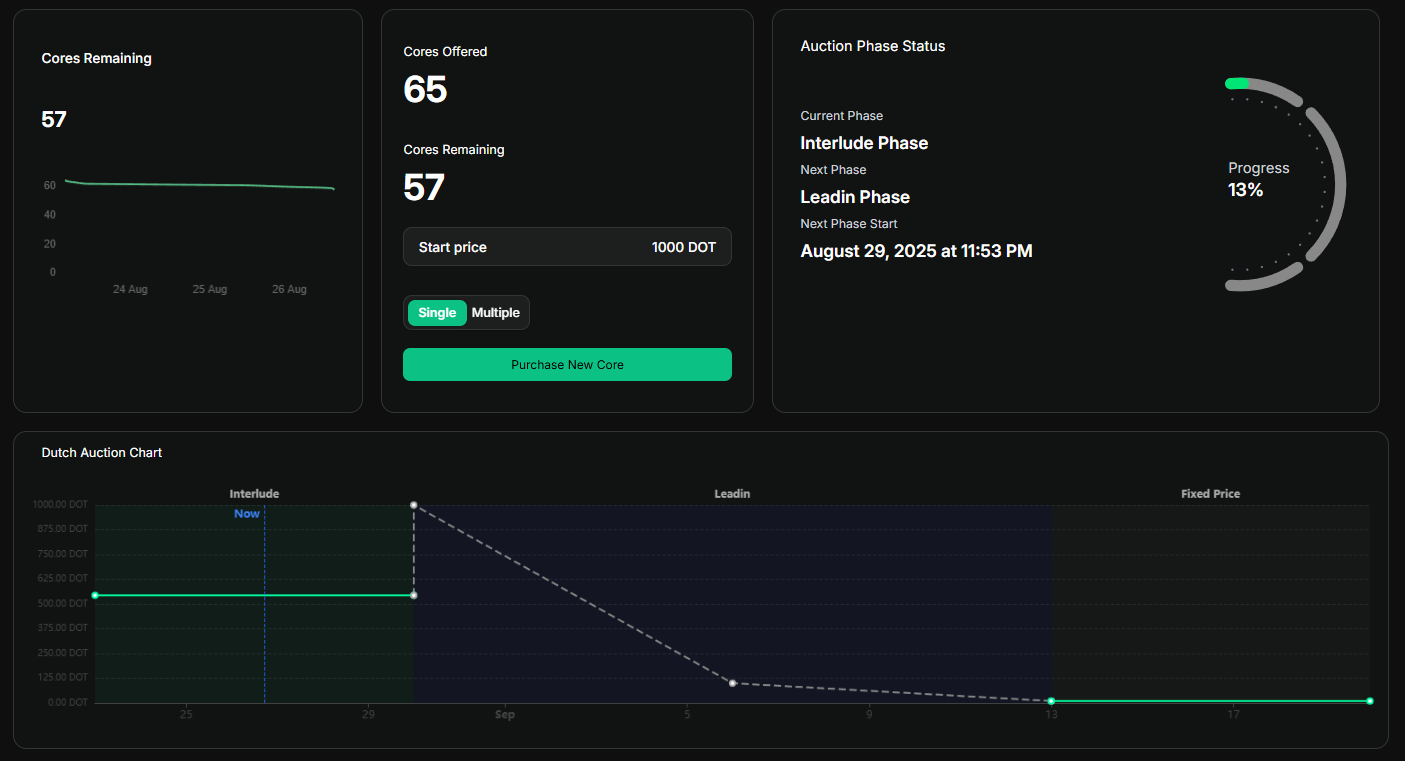 Cores Remaining
57
60
40
20
0
24 Aug 25 Aug 26 Aug
Cores Offered
65
Cores Remaining
57
Start price 1000 DOT
Single Multiple
Purchase New Core
Auction Phase Status
Current Phase
Interlude Phase
Next Phase
Leadin Phase
Next Phase Start
August 29, 2025 at 11:53 PM
Progress
13%
Dutch Auction Chart
Interlude Leadin Fixed Price
Now
1000.00 DOT
875.00 DOT
750.00 DOT
625.00 DOT
500.00 DOT
375.00 DOT
250.00 DOT
125.00 DOT
0.00 DOT
25 29 Sep 5 9 13 17